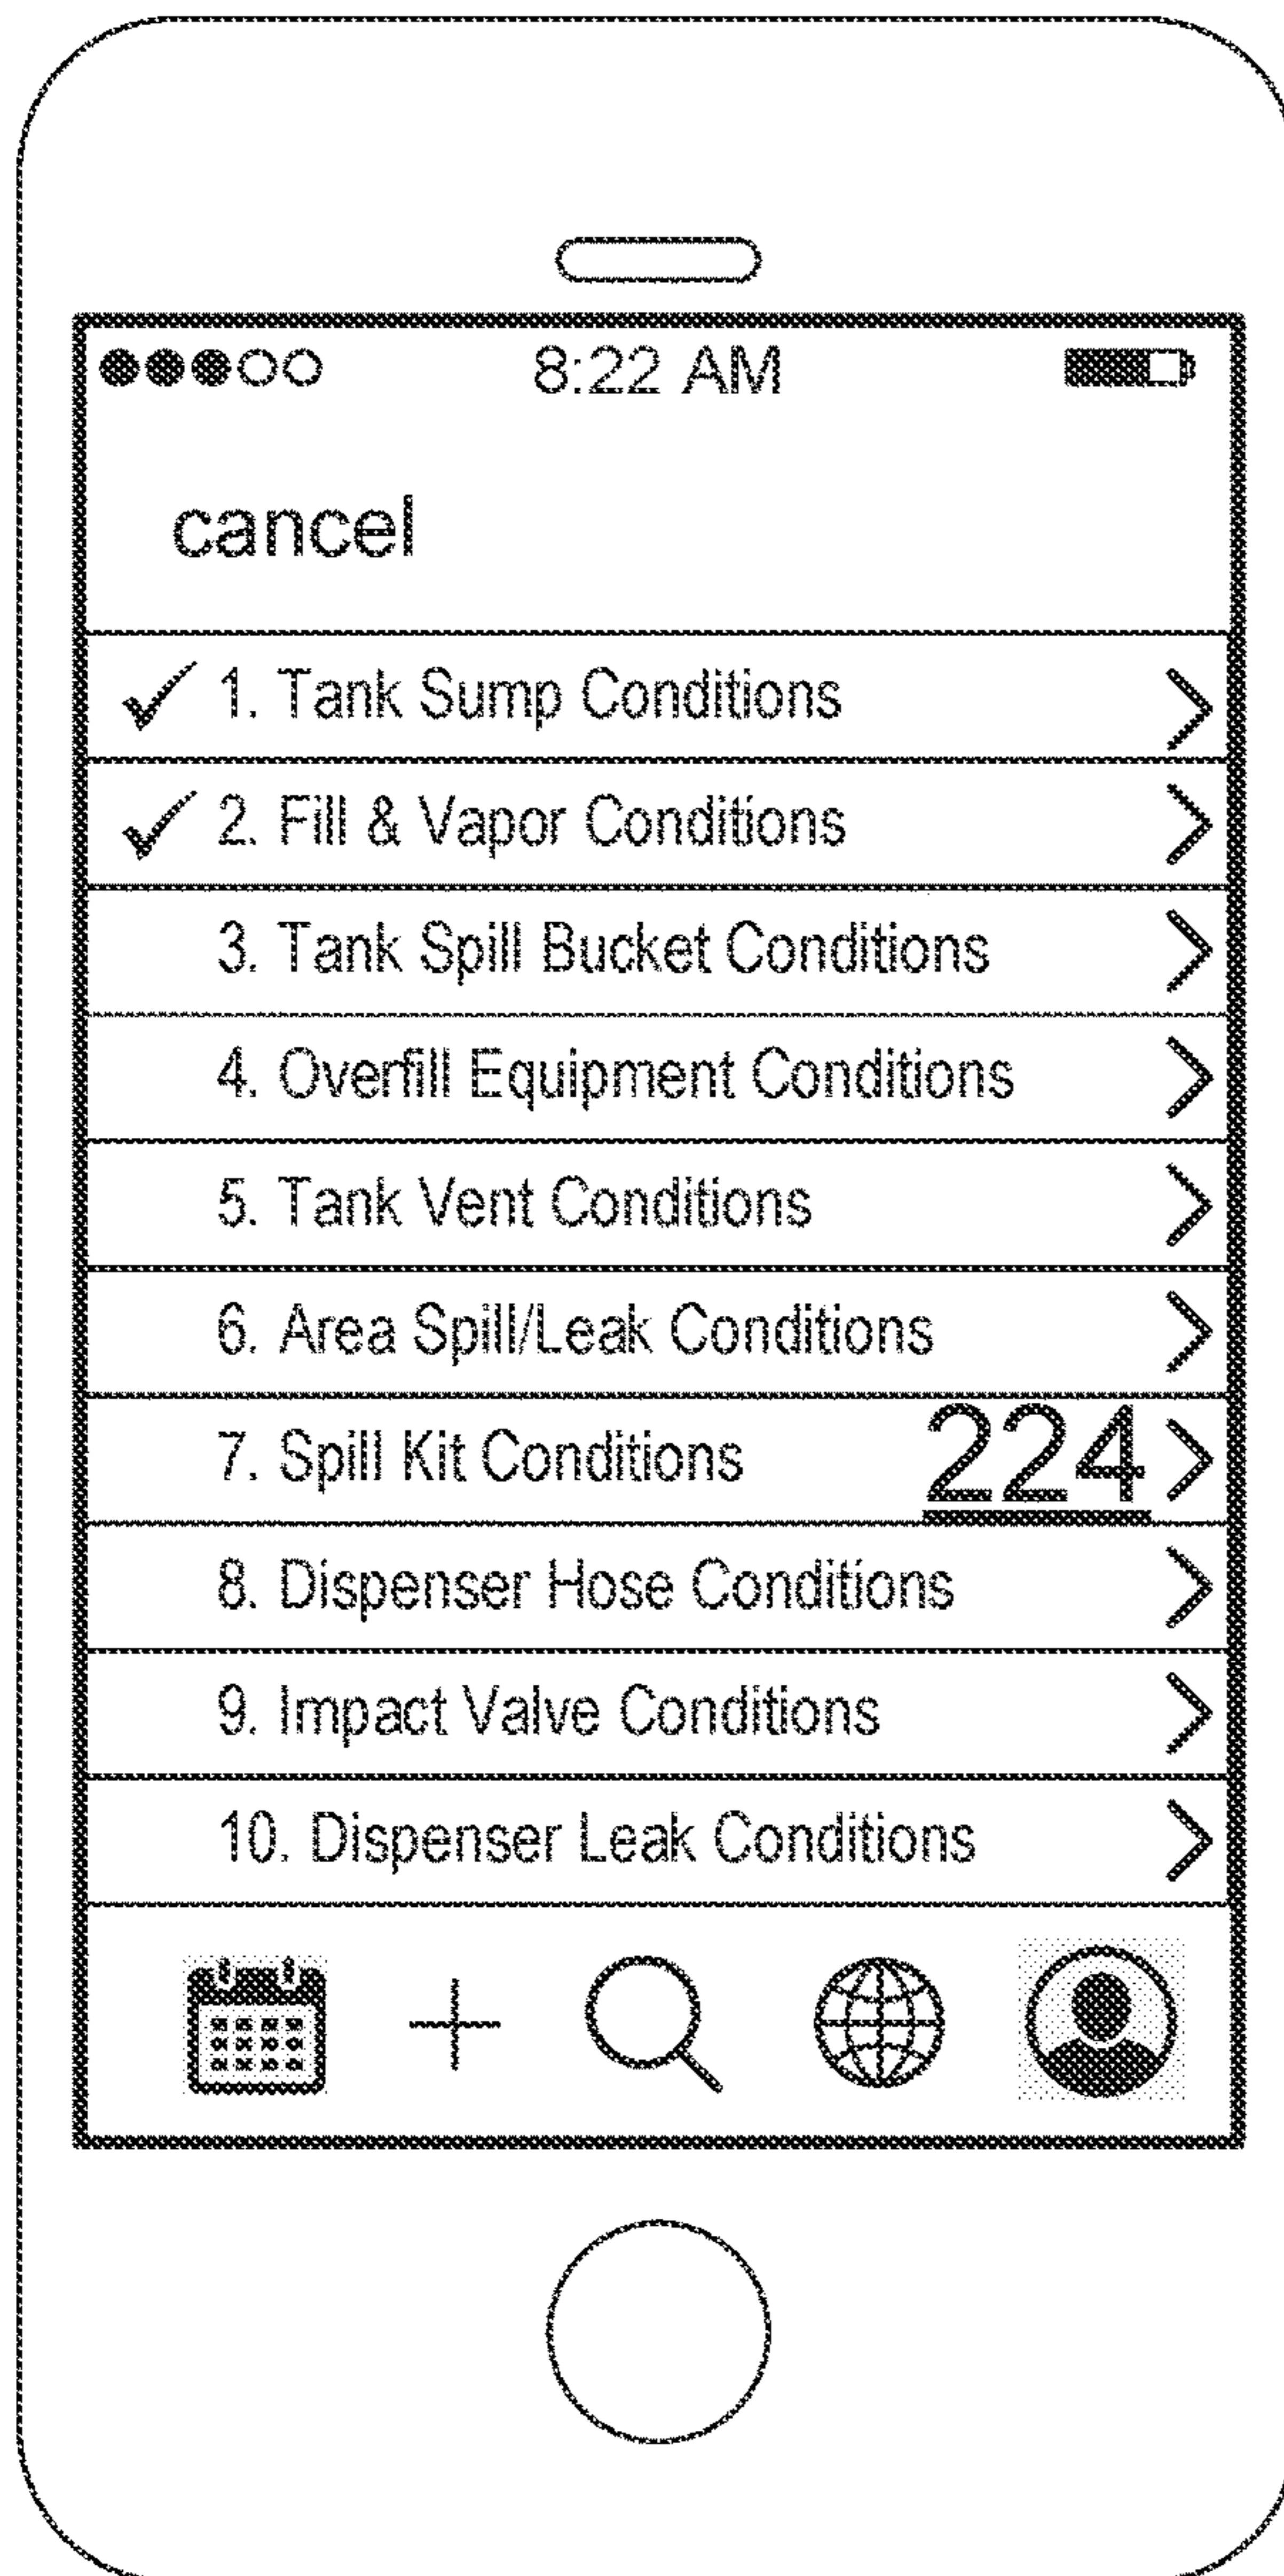 8:22 AM
cancel
1. Tank Sump Conditions
2. Fill & Vapor Conditions
3. Tank Spill Bucket Conditions
4. Overfill Equipment Conditions
5. Tank Vent Conditions
6. Area Spill/Leak Conditions
7. Spill Kit Conditions 224
8. Dispenser Hose Conditions
9. Impact Valve Conditions
10. Dispenser Leak Conditions